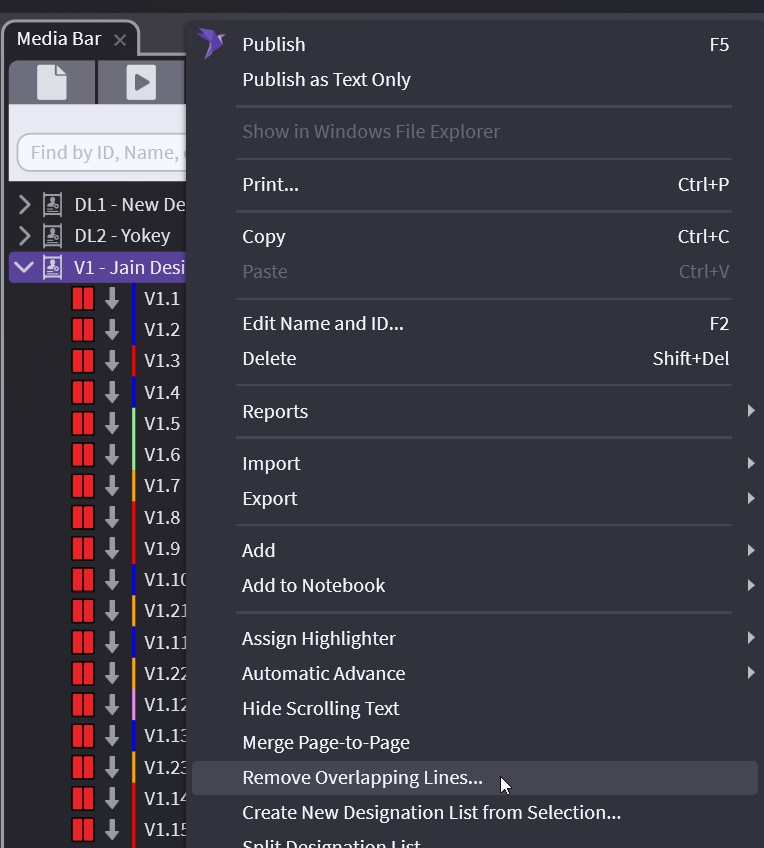 Media Bar
Find by ID, Name,
DL1 - New De
DL2 - Yokey
V1 - Jain Desi
V1.1
V1.2
V1.3
V1.4
V1.5
V1.6
V1.7
V1.8
V1.9
V1.10
V1.21
V1.11
V1.22
V1.12
V1.13
V1.23
V1.14
V1.15
Publish F5
Publish as Text Only
Show in Windows File Explorer
Print... Ctrl+P
Copy Ctrl+C
Paste Ctrl+V
Edit Name and ID... F2
Delete Shift+Del
Reports
Import
Export
Add
Add to Notebook
Assign Highlighter
Automatic Advance
Hide Scrolling Text
Merge Page-to-Page
Remove Overlapping Lines...
Create New Designation List from Selection...
Split Designation List